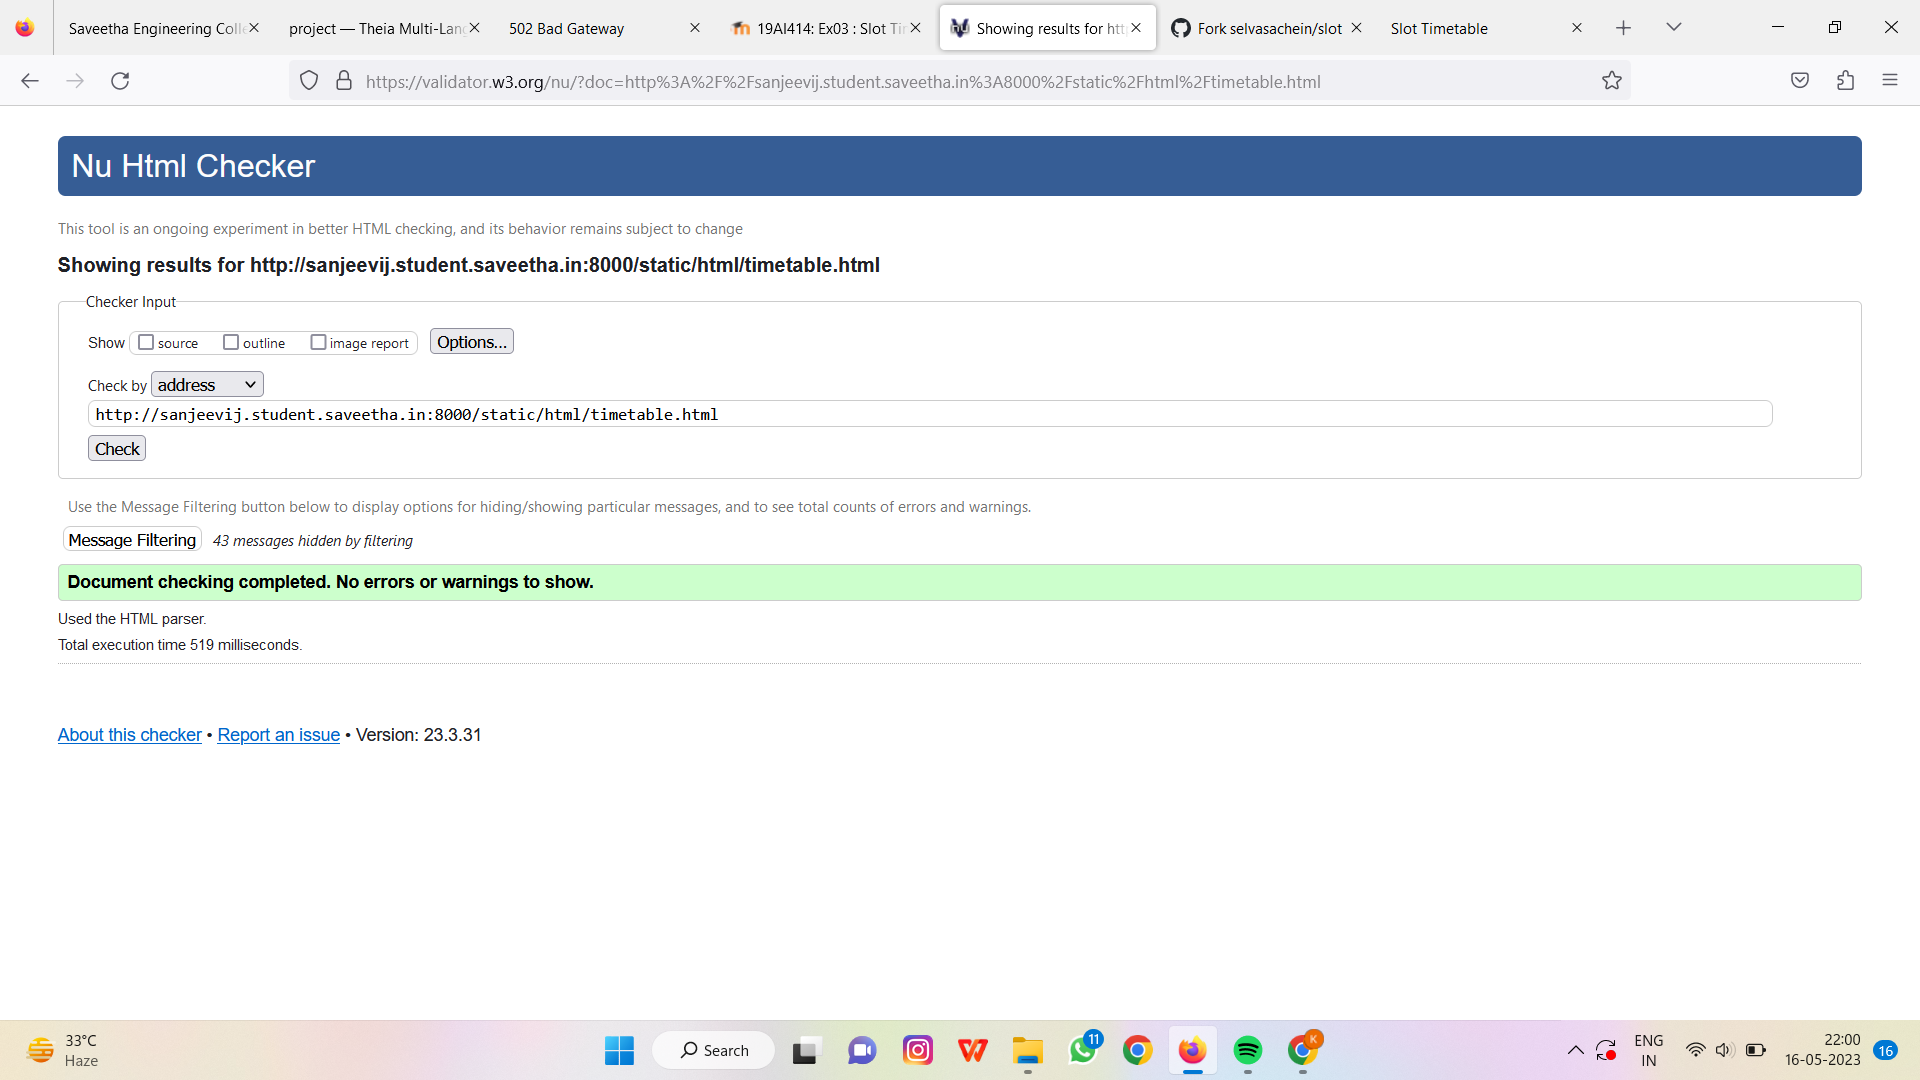 Saveetha Engineering Colle
project — Theia Multi-Lang
502 Bad Gateway
19AI414: Ex03 : Slot Tir
Showing results for htt
Fork selvasachein/slot
Slot Timetable
https://validator.w3.org/nu/?doc=http%3A%2F%2Fsanjeevij.student.saveetha.in%3A8000%2Fstatic%2Fhtml%2Ftimetable.html
Nu Html Checker
This tool is an ongoing experiment in better HTML checking, and its behavior remains subject to change
Showing results for http://sanjeevij.student.saveetha.in:8000/static/html/timetable.html
Checker Input
Show source outline image report Options...
Check by address
http://sanjeevij.student.saveetha.in:8000/static/html/timetable.html
Check
Use the Message Filtering button below to display options for hiding/showing particular messages, and to see total counts of errors and warnings.
Message Filtering 43 messages hidden by filtering
Document checking completed. No errors or warnings to show.
Used the HTML parser.
Total execution time 519 milliseconds.
About this checker • Report an issue • Version: 23.3.31
33°C
Haze
Search
11
K
ENG
IN
22:00
16-05-2023
16